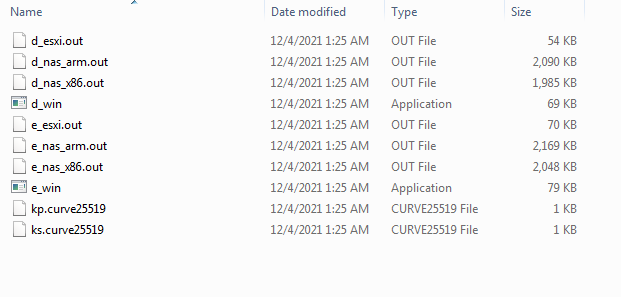 Name Date modified Type Size
d_esxi.out 12/4/2021 1:25 AM OUT File 54 KB
d_nas_arm.out 12/4/2021 1:25 AM OUT File 2,090 KB
d_nas_x86.out 12/4/2021 1:25 AM OUT File 1,985 KB
d_win 12/4/2021 1:25 AM Application 69 KB
e_esxi.out 12/4/2021 1:25 AM OUT File 70 KB
e_nas_arm.out 12/4/2021 1:25 AM OUT File 2,169 KB
e_nas_x86.out 12/4/2021 1:25 AM OUT File 2,048 KB
e_win 12/4/2021 1:25 AM Application 79 KB
kp.curve25519 12/4/2021 1:25 AM CURVE25519 File 1 KB
ks.curve25519 12/4/2021 1:25 AM CURVE25519 File 1 KB